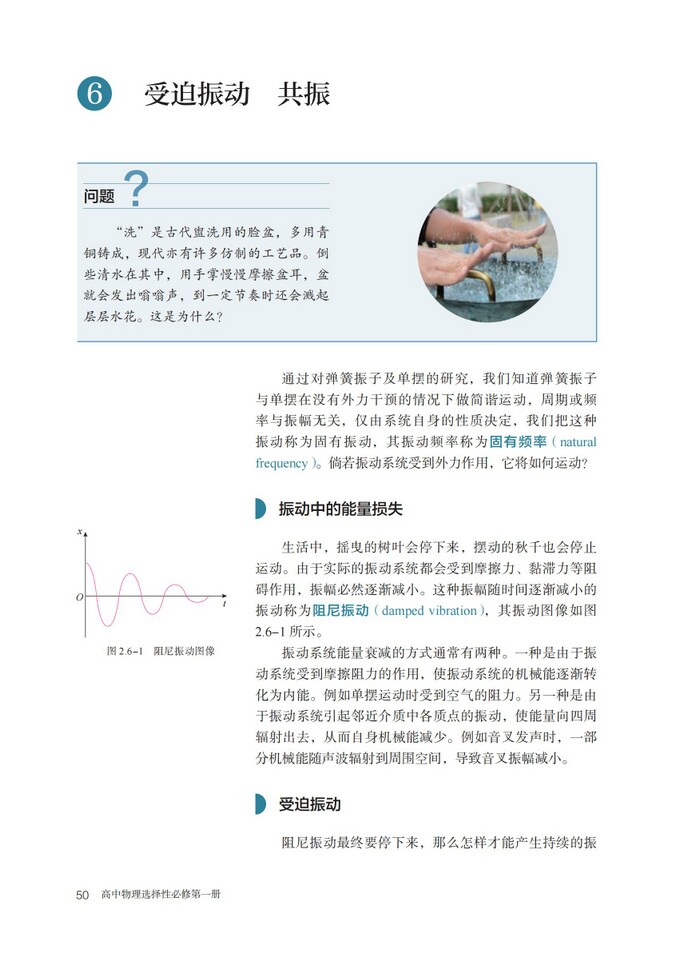 6 受迫振动 共振
问题 ?
“洗”是古代盥洗用的脸盆，多用青
铜铸成，现代亦有许多仿制的工艺品。倒
些清水在其中，用手掌慢慢摩擦盆耳，盆
就会发出嗡嗡声，到一定节奏时还会溅起
层层水花。这是为什么？
通过对弹簧振子及单摆的研究，我们知道弹簧振子
与单摆在没有外力干预的情况下做简谐运动，周期或频
率与振幅无关，仅由系统自身的性质决定，我们把这种
振动称为固有振动，其振动频率称为固有频率（natural
frequency）。倘若振动系统受到外力作用，它将如何运动？
振动中的能量损失
生活中，摇曳的树叶会停下来，摆动的秋千也会停止
运动。由于实际的振动系统都会受到摩擦力、黏滞力等阻
碍作用，振幅必然逐渐减小。这种振幅随时间逐渐减小的
振动称为阻尼振动（damped vibration），其振动图像如图
2.6-1 所示。
x
O
t
图 2.6-1 阻尼振动图像
振动系统能量衰减的方式通常有两种。一种是由于振
动系统受到摩擦阻力的作用，使振动系统的机械能逐渐转
化为内能。例如单摆运动时受到空气的阻力。另一种是由
于振动系统引起邻近介质中各质点的振动，使能量向四周
辐射出去，从而自身机械能减少。例如音叉发声时，一部
分机械能随声波辐射到周围空间，导致音叉振幅减小。
受迫振动
阻尼振动最终要停下来，那么怎样才能产生持续的振
50 高中物理选择性必修第一册